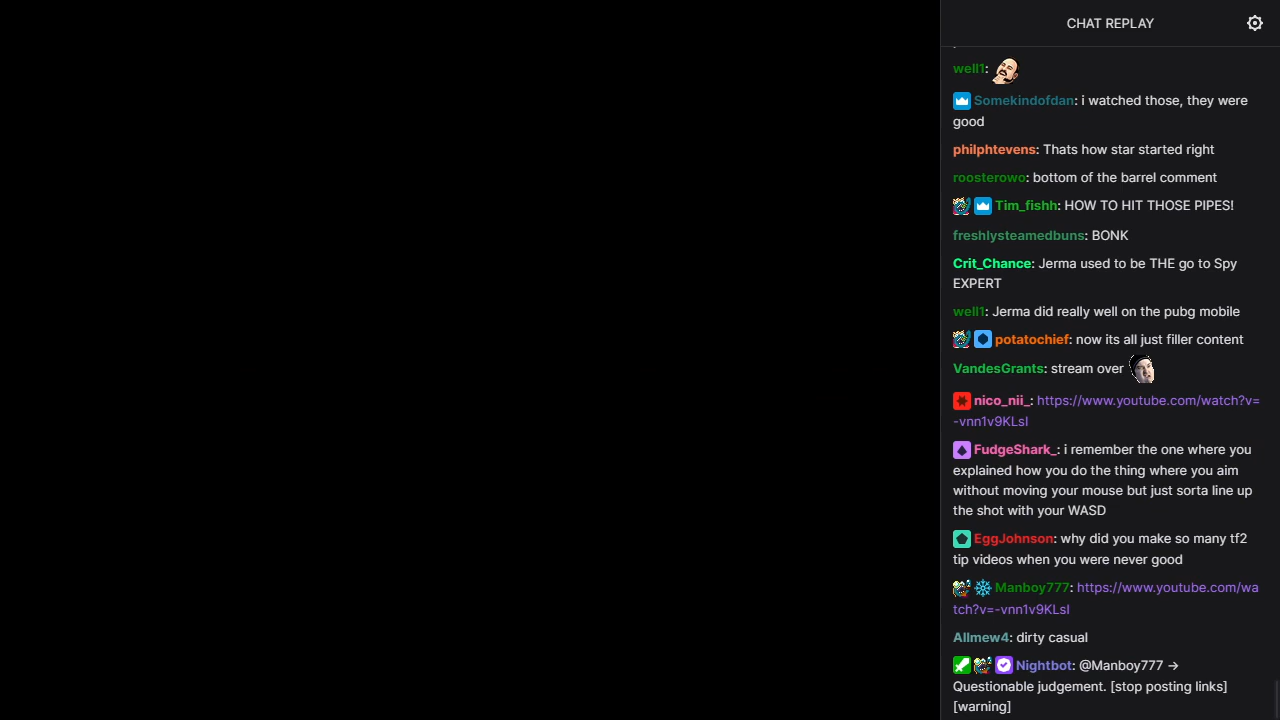 CHAT REPLAY
well1:
Somekindofdan: i watched those, they were
good
philphtevens: Thats how star started right
roosterowo: bottom of the barrel comment
Tim_fishh: HOW TO HIT THOSE PIPES!
freshlysteamedbuns: BONK
Crit_Chance: Jerma used to be THE go to Spy
EXPERT
well1: Jerma did really well on the pubg mobile
potatochief: now its all just filler content
VandesGrants: stream over
nico_nii_: https://www.youtube.com/watch?v=
-vnn1v9KLsI
FudgeShark_: i remember the one where you
explained how you do the thing where you aim
without moving your mouse but just sorta line up
the shot with your WASD
EggJohnson: why did you make so many tf2
tip videos when you were never good
Manboy777: https://www.youtube.com/wa
tch?v=-vnn1v9KLsI
Allmew4: dirty casual
Nightbot: @Manboy777 →
Questionable judgement. [stop posting links]
[warning]